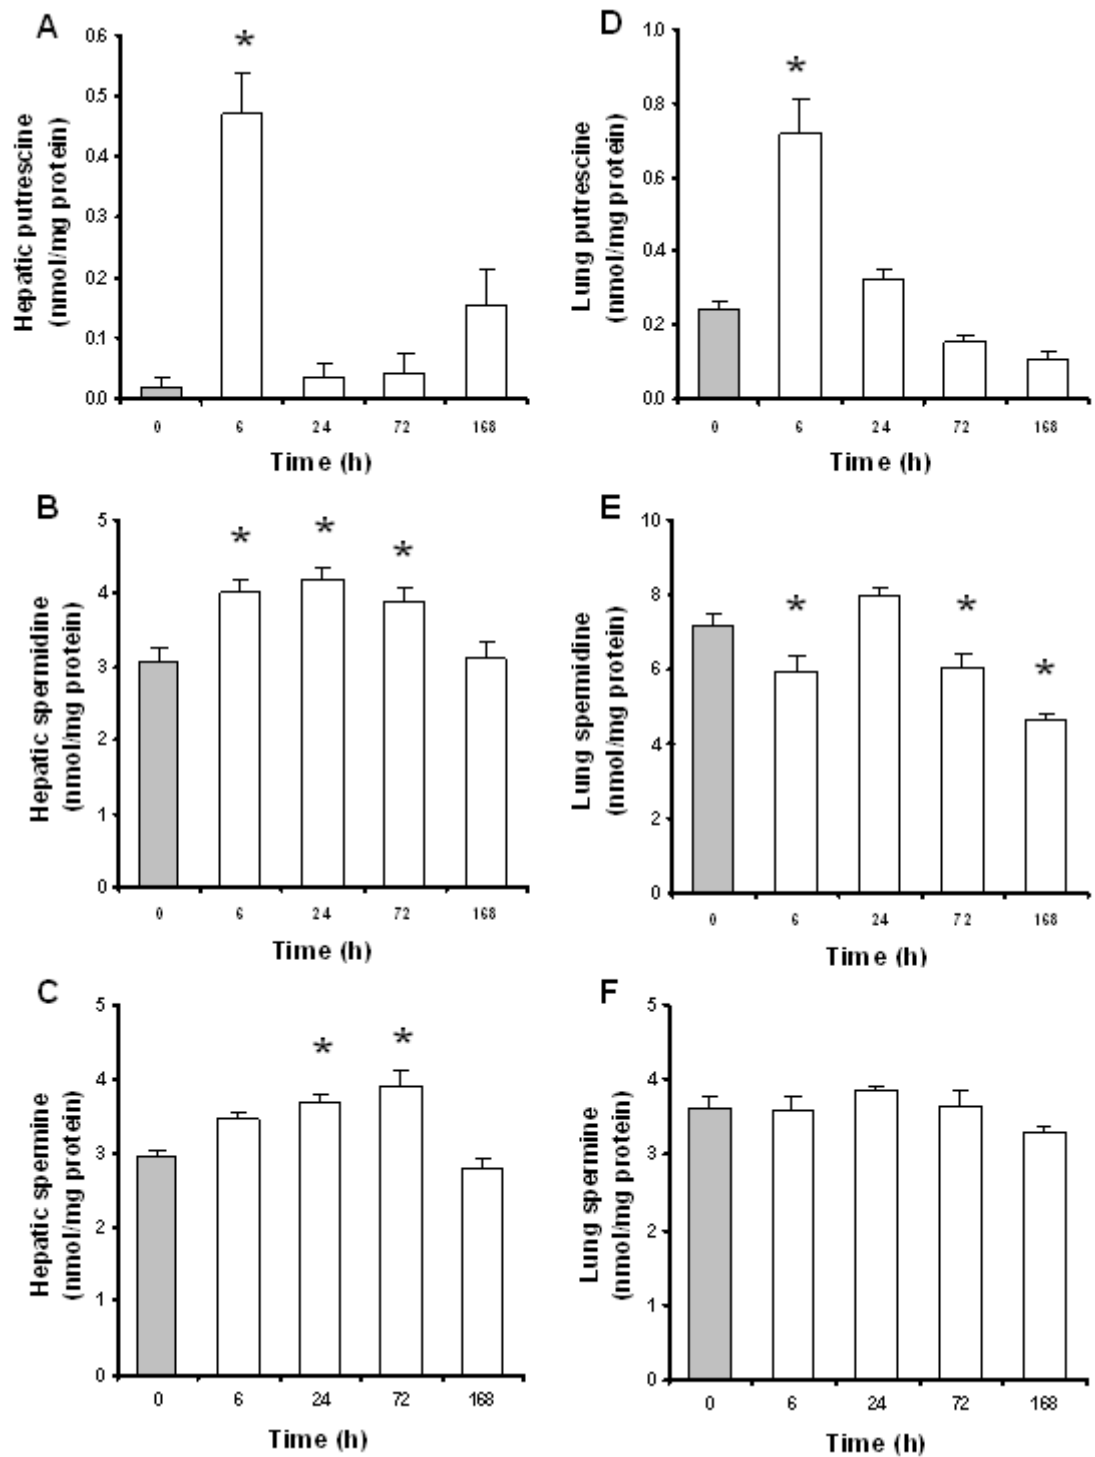 A
Hepatic putrescine
(nmol/mg protein)
0.6
0.5
0.4
0.3
0.2
0.1
0.0
*
0 6 24 72 168
Time (h)
D
Lung putrescine
(nmol/mg protein)
1.0
0.8
0.6
0.4
0.2
0.0
*
0 6 24 72 168
Time (h)
B
Hepatic spermidine
(nmol/mg protein)
5
4
3
2
1
0
* * *
0 6 24 72 168
Time (h)
E
Lung spermidine
(nmol/mg protein)
10
8
6
4
2
0
* * *
0 6 24 72 168
Time (h)
C
Hepatic spermine
(nmol/mg protein)
5
4
3
2
1
0
* *
0 6 24 72 168
Time (h)
F
Lung spermine
(nmol/mg protein)
5
4
3
2
1
0
0 6 24 72 168
Time (h)